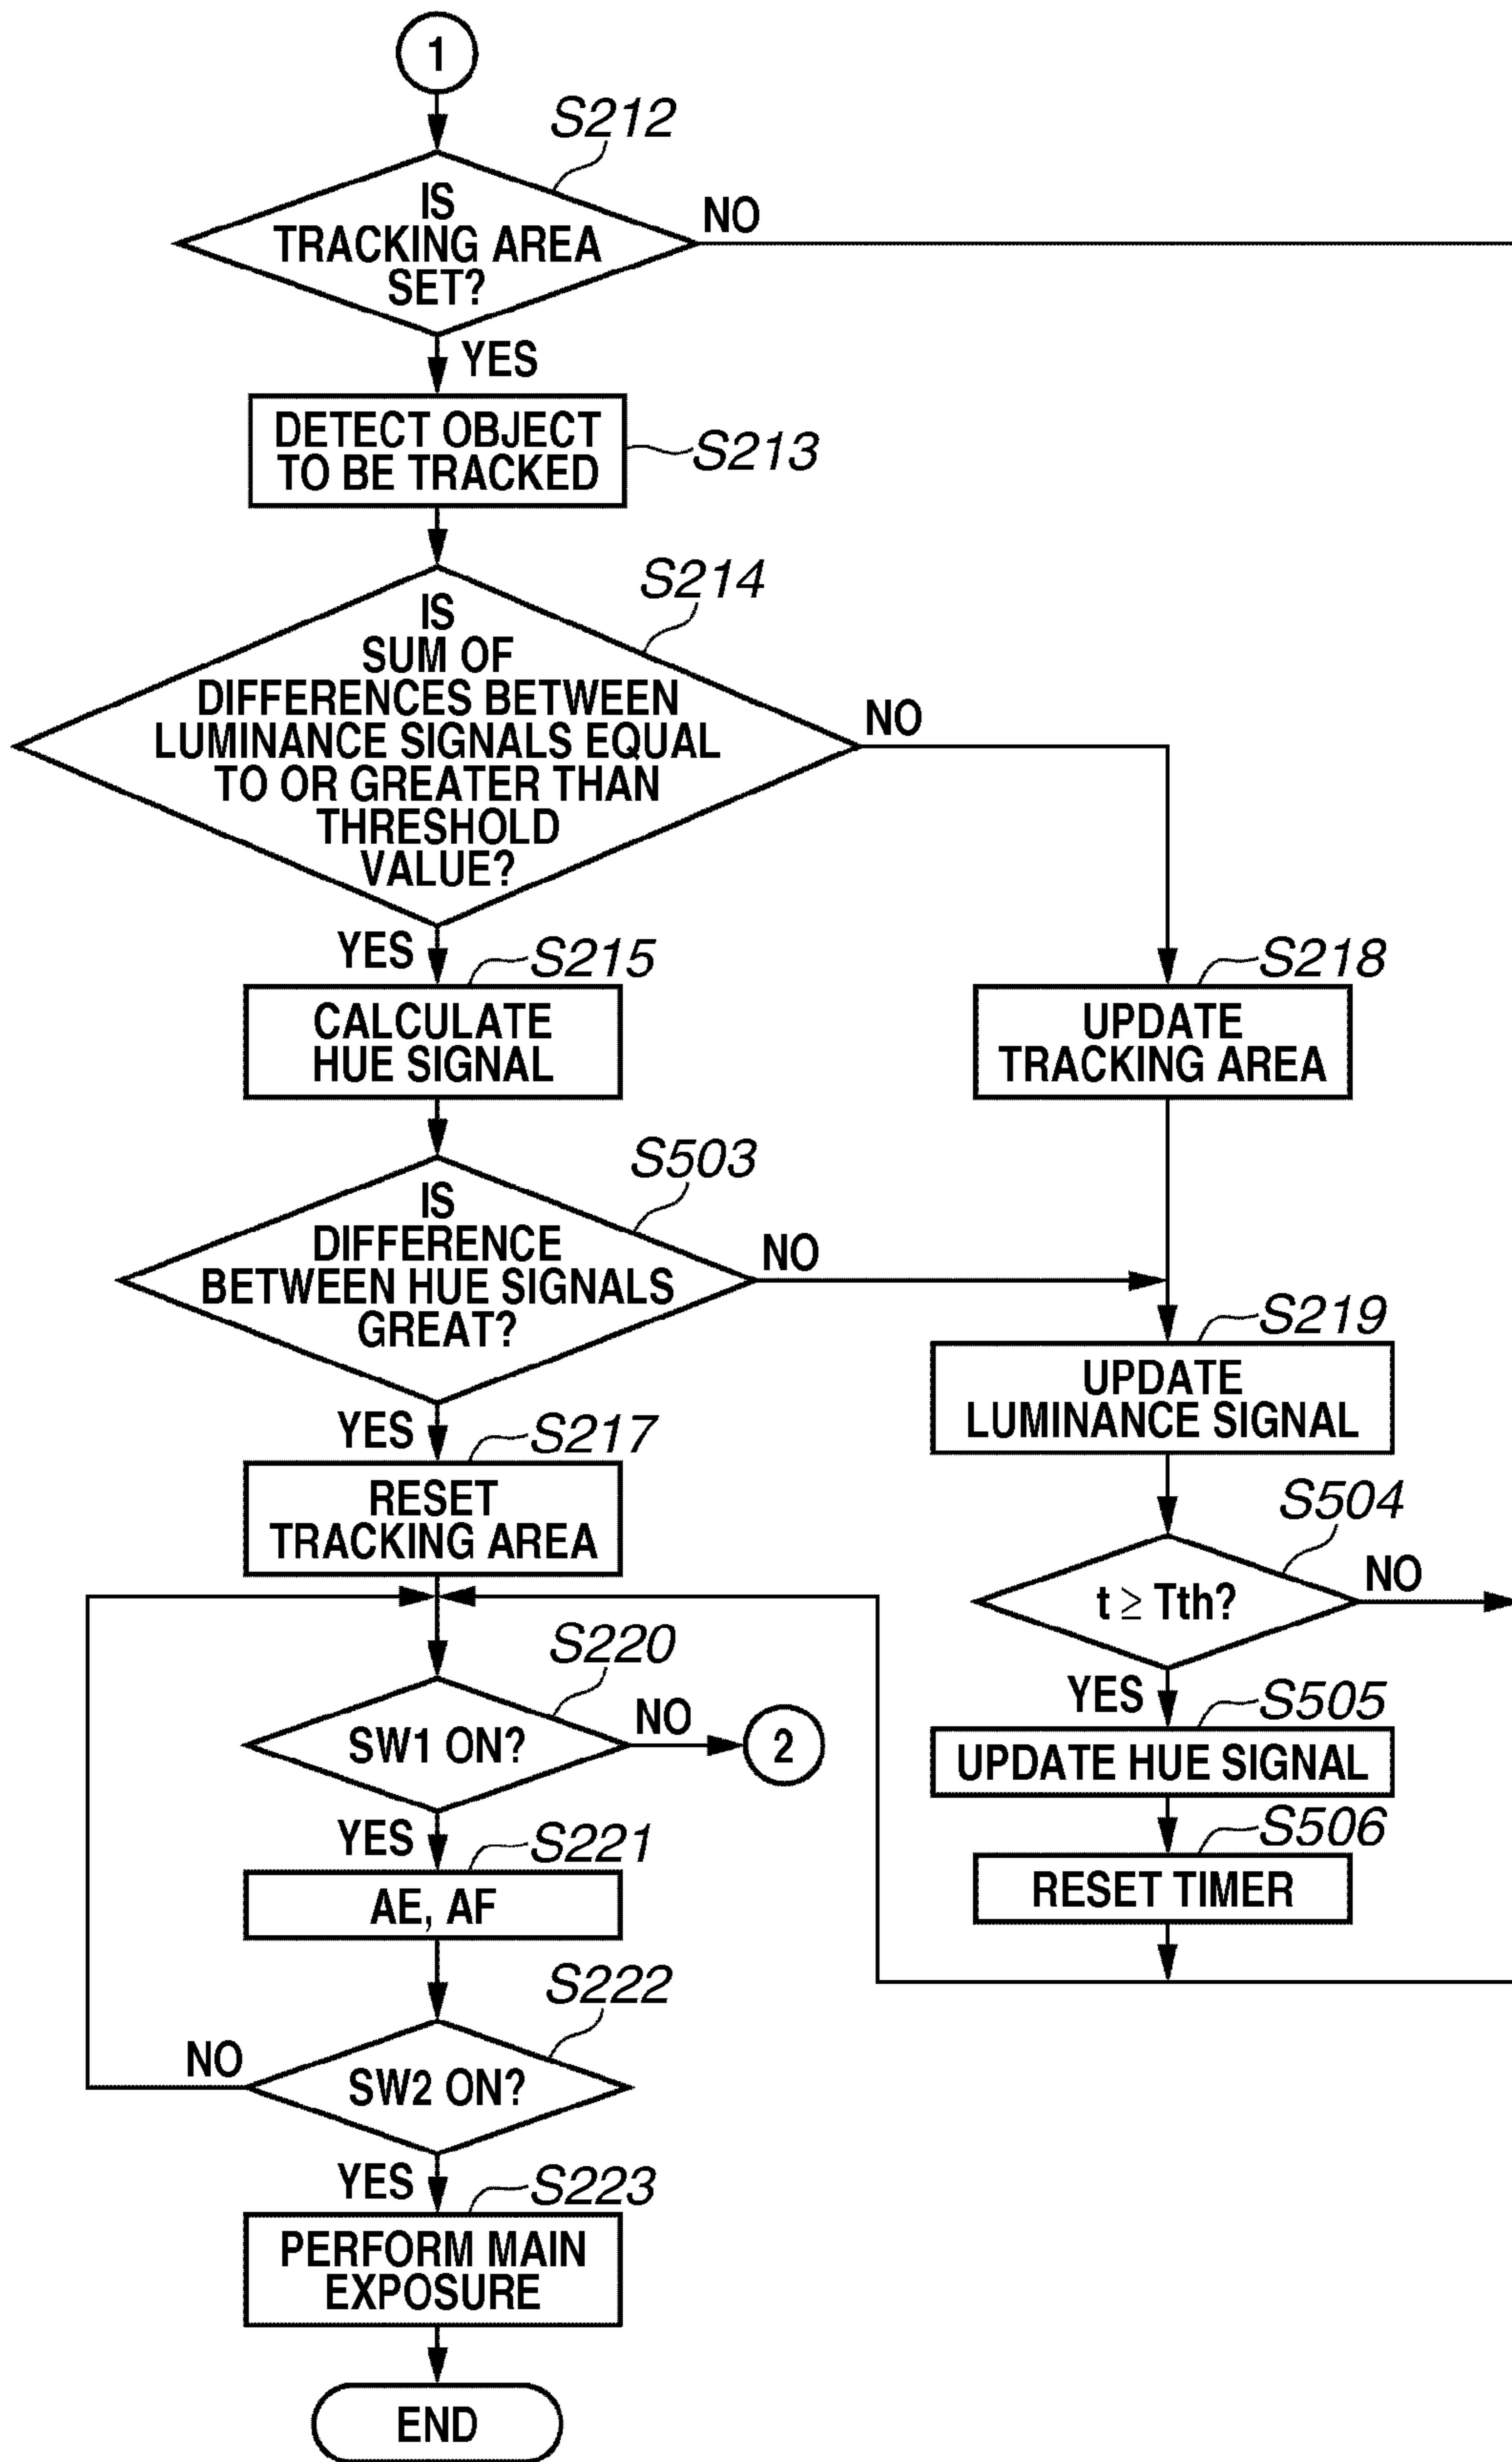 1
S212
IS
TRACKING AREA
SET?
NO
YES
DETECT OBJECT
TO BE TRACKED
S213
S214
IS
SUM OF
DIFFERENCES BETWEEN
LUMINANCE SIGNALS EQUAL
TO OR GREATER THAN
THRESHOLD
VALUE?
NO
YES
S215
CALCULATE
HUE SIGNAL
S218
UPDATE
TRACKING AREA
S503
IS
DIFFERENCE
BETWEEN HUE SIGNALS
GREAT?
NO
YES
S219
UPDATE
LUMINANCE SIGNAL
S217
RESET
TRACKING AREA
S504
t ≥ Tth?
NO
YES
S220
SW1 ON?
NO
2
YES
S505
UPDATE HUE SIGNAL
S506
RESET TIMER
S221
AE, AF
S222
SW2 ON?
NO
YES
S223
PERFORM MAIN
EXPOSURE
END